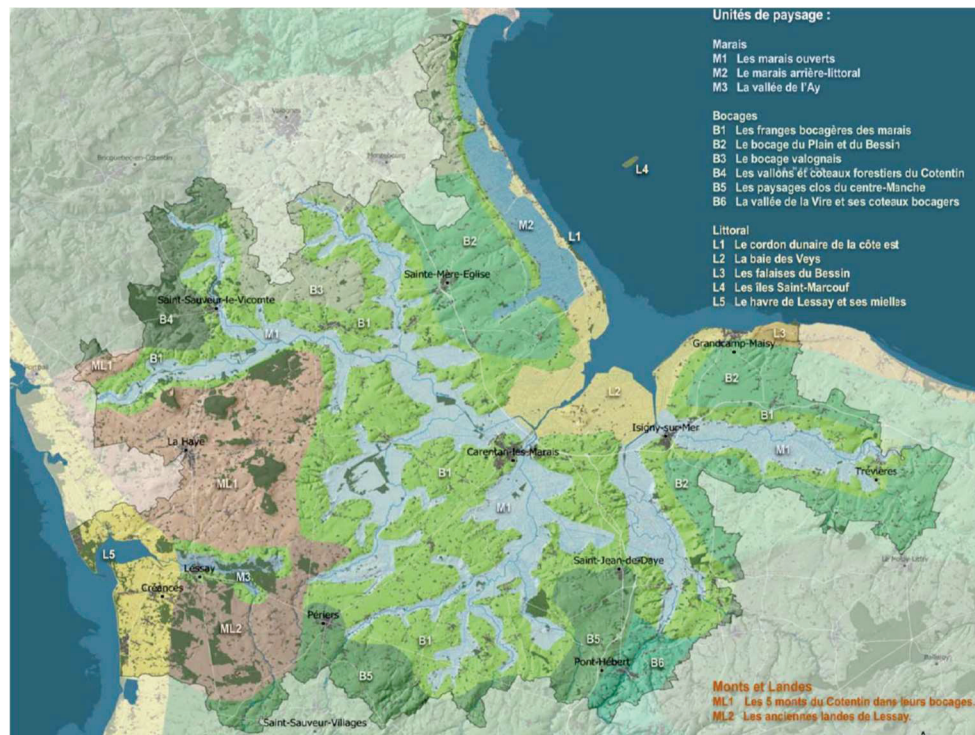 Unités de paysage :
Marais
M1 Les marais ouverts
M2 Le marais arrière-littoral
M3 La vallée de l'Ay
Bocages
B1 Les franges bocagères des marais
B2 Le bocage du Plain et du Bessin
B3 Le bocage valognais
B4 Les vallons et coteaux forestiers du Cotentin
B5 Les paysages clos du centre-Manche
B6 La vallée de la Vire et ses coteaux bocagers
Littoral
L1 Le cordon dunaire de la côte est
L2 La baie des Veys
L3 Les falaises du Bessin
L4 Les îles Saint-Marcouf
L5 Le havre de Lessay et ses mielles
Valognes
Bricquebec-en-Cotentin
Montebourg
L4
M2
L1
B2
Sainte-Mère-Eglise
B3
Saint-Sauveur-le-Vicomte
B4
M1
B1
L3
Grandcamp-Maisy
B2
ML1
B1
L2
B1
Isigny-sur-Mer
La Haye
Carentan-les-Marais
M1
Trévières
B1
B2
ML1
M1
L5
Lessay
M3
Saint-Jean-de-Daye
Créances
Périers
ML2
B1
B5
B6
Pont-Hébert
B5
Saint-Sauveur-Villages
Monts et Landes
ML1 Les 5 monts du Cotentin dans leurs bocages.
ML2 Les anciennes landes de Lessay.